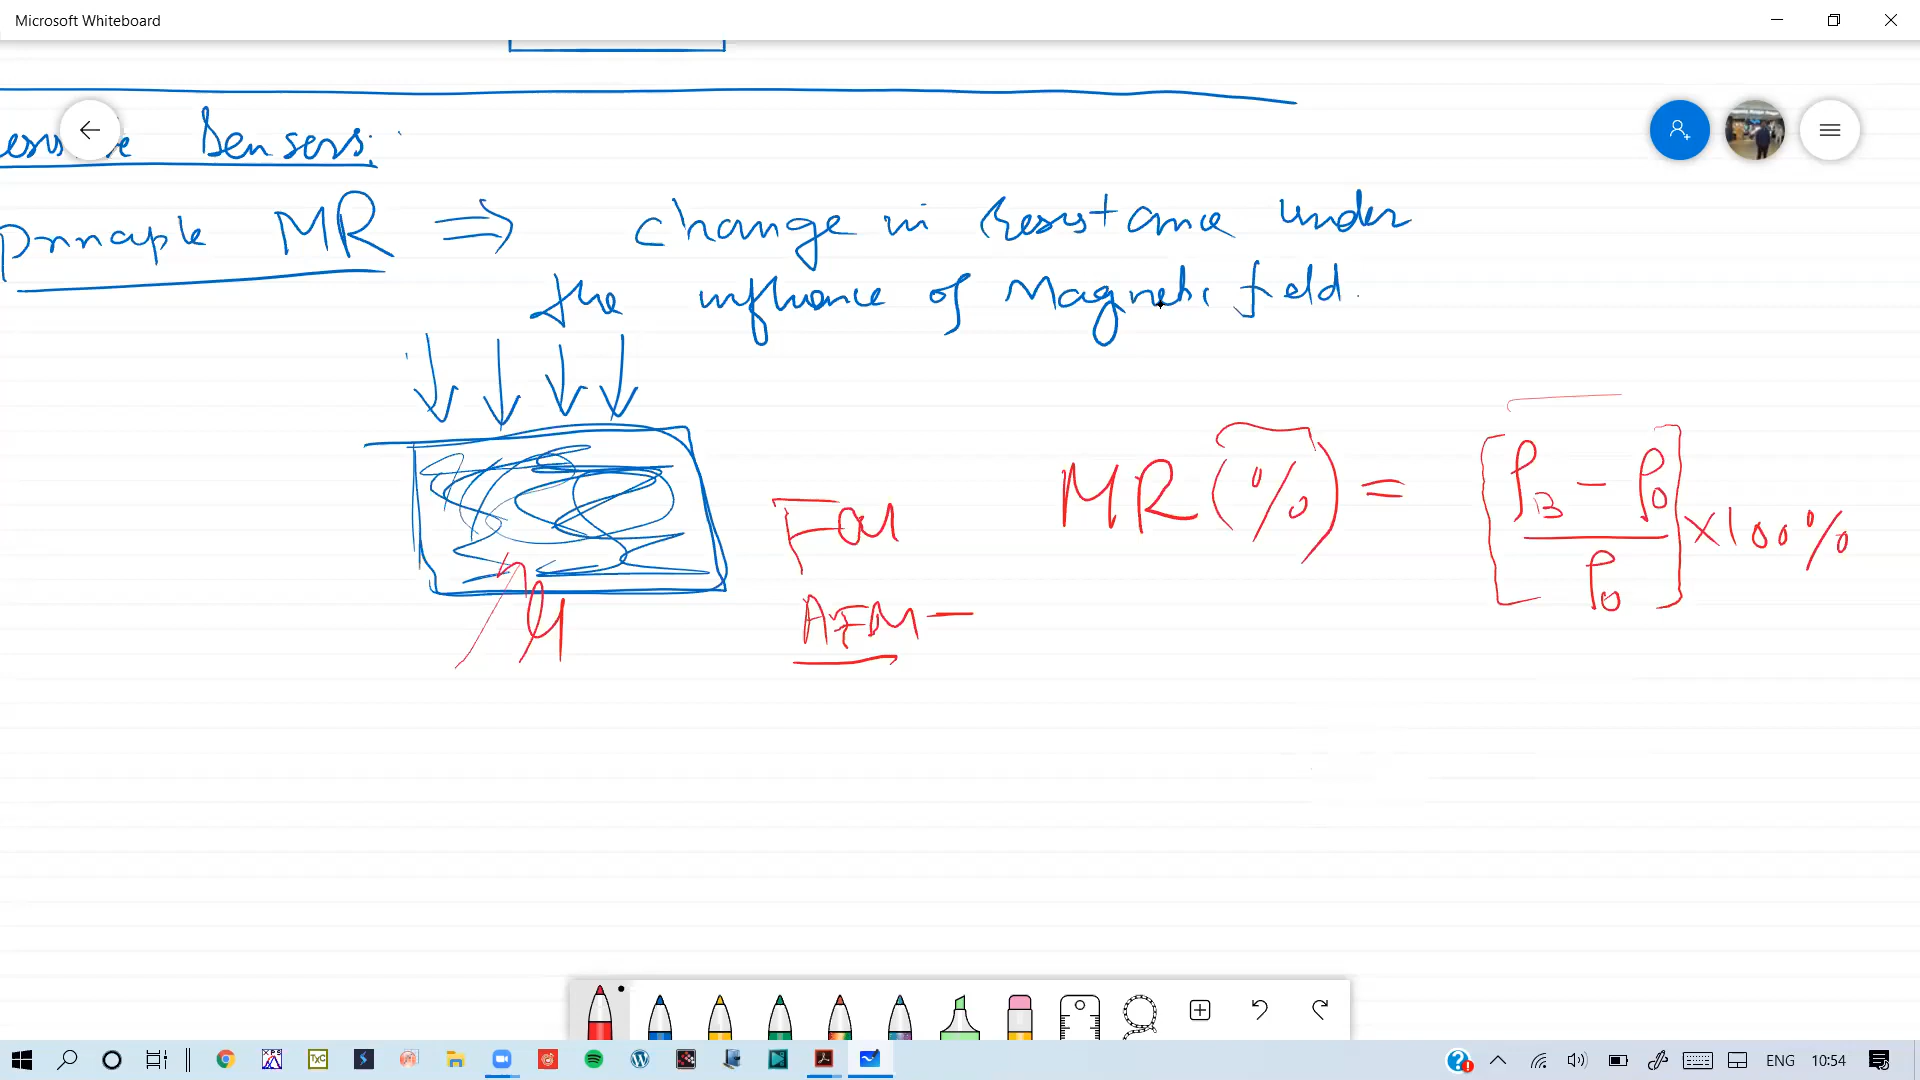 Microsoft Whiteboard
Sensors:
principle MR ⇒ change in resistance under
the influence of Magnetic field.
MR (%) = [ρB - ρ0 / ρ0] ×100%
FM
AFM —
ENG 10:54